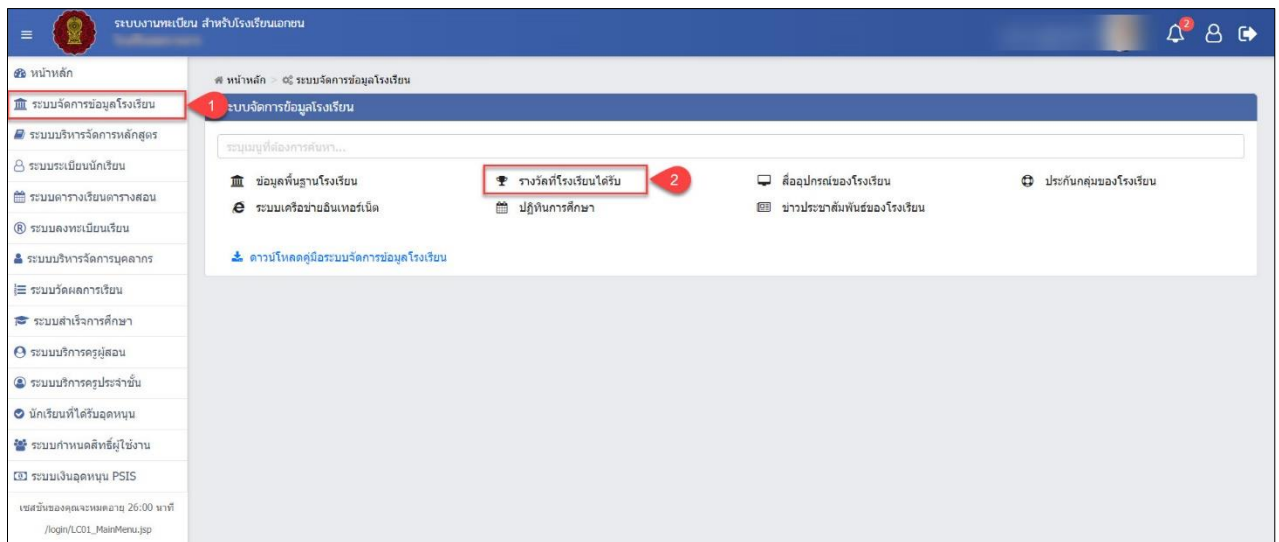 ระบบงานทะเบียน สำหรับโรงเรียนเอกชน
2
หน้าหลัก
หน้าหลัก > ระบบจัดการข้อมูลโรงเรียน
ระบบจัดการข้อมูลโรงเรียน
1
ระบบจัดการข้อมูลโรงเรียน
ระบบบริหารจัดการหลักสูตร
ระบุเมนูที่ต้องการค้นหา...
ระบบระเบียนนักเรียน
ข้อมูลพื้นฐานโรงเรียน
รางวัลที่โรงเรียนได้รับ
2
สื่ออุปกรณ์ของโรงเรียน
ประกันกลุ่มของโรงเรียน
ระบบตารางเรียนตารางสอน
ระบบเครือข่ายอินเทอร์เน็ต
ปฏิทินการศึกษา
ข่าวประชาสัมพันธ์ของโรงเรียน
ระบบลงทะเบียนเรียน
ระบบบริหารจัดการบุคลากร
ดาวน์โหลดคู่มือระบบจัดการข้อมูลโรงเรียน
ระบบวัดผลการเรียน
ระบบสำเร็จการศึกษา
ระบบบริการครูผู้สอน
ระบบบริการครูประจำชั้น
นักเรียนที่ได้รับอุดหนุน
ระบบกำหนดสิทธิ์ผู้ใช้งาน
ระบบเงินอุดหนุน PSIS
เซสชันของคุณจะหมดอายุ 26:00 นาที
/login/LC01_MainMenu.jsp